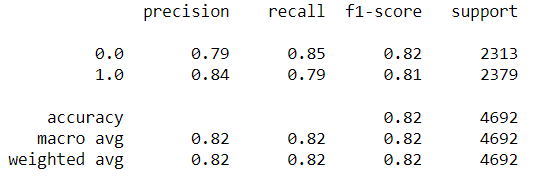 precision recall f1-score support
0.0 0.79 0.85 0.82 2313
1.0 0.84 0.79 0.81 2379
accuracy 0.82 4692
macro avg 0.82 0.82 0.82 4692
weighted avg 0.82 0.82 0.82 4692